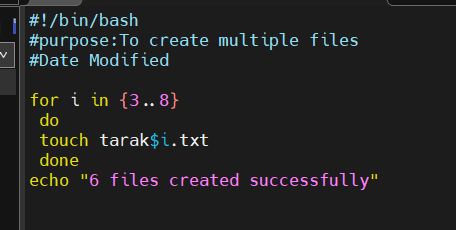 #!/bin/bash
#purpose:To create multiple files
#Date Modified
for i in {3..8}
do
touch tarak$i.txt
done
echo "6 files created successfully"